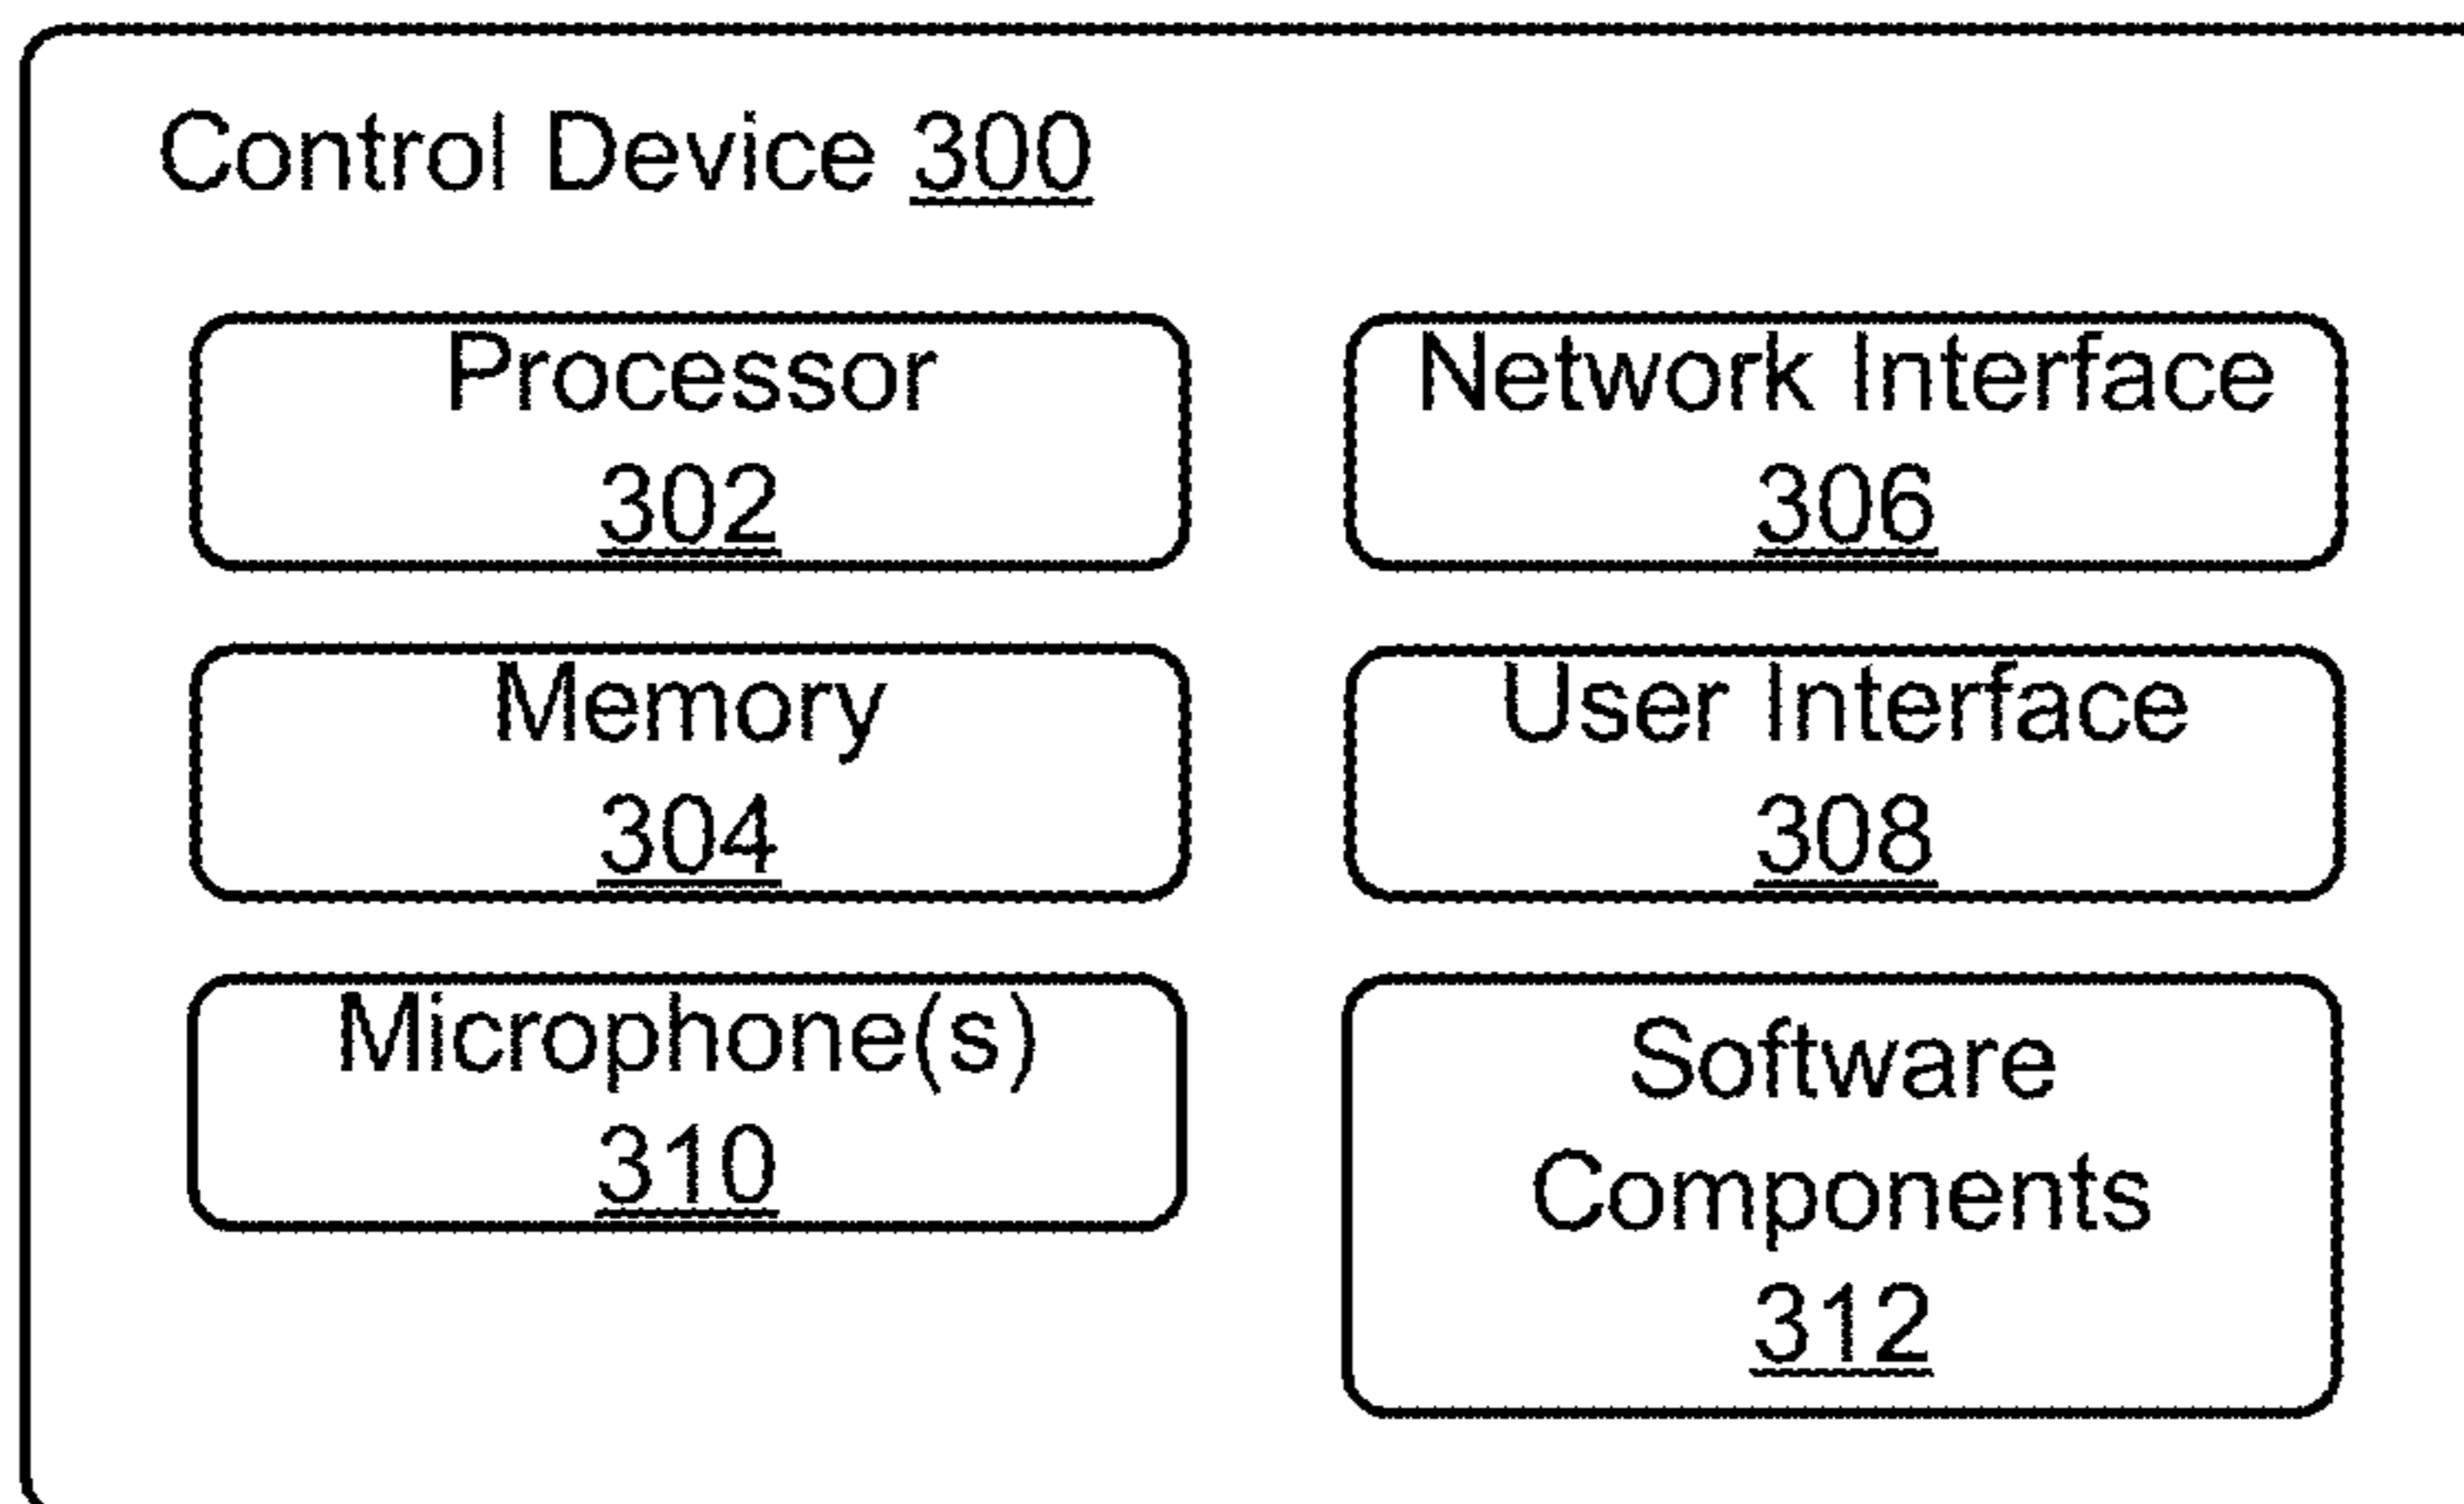 Control Device 300
Processor
302
Network Interface
306
Memory
304
User Interface
308
Microphone(s)
310
Software
Components
312